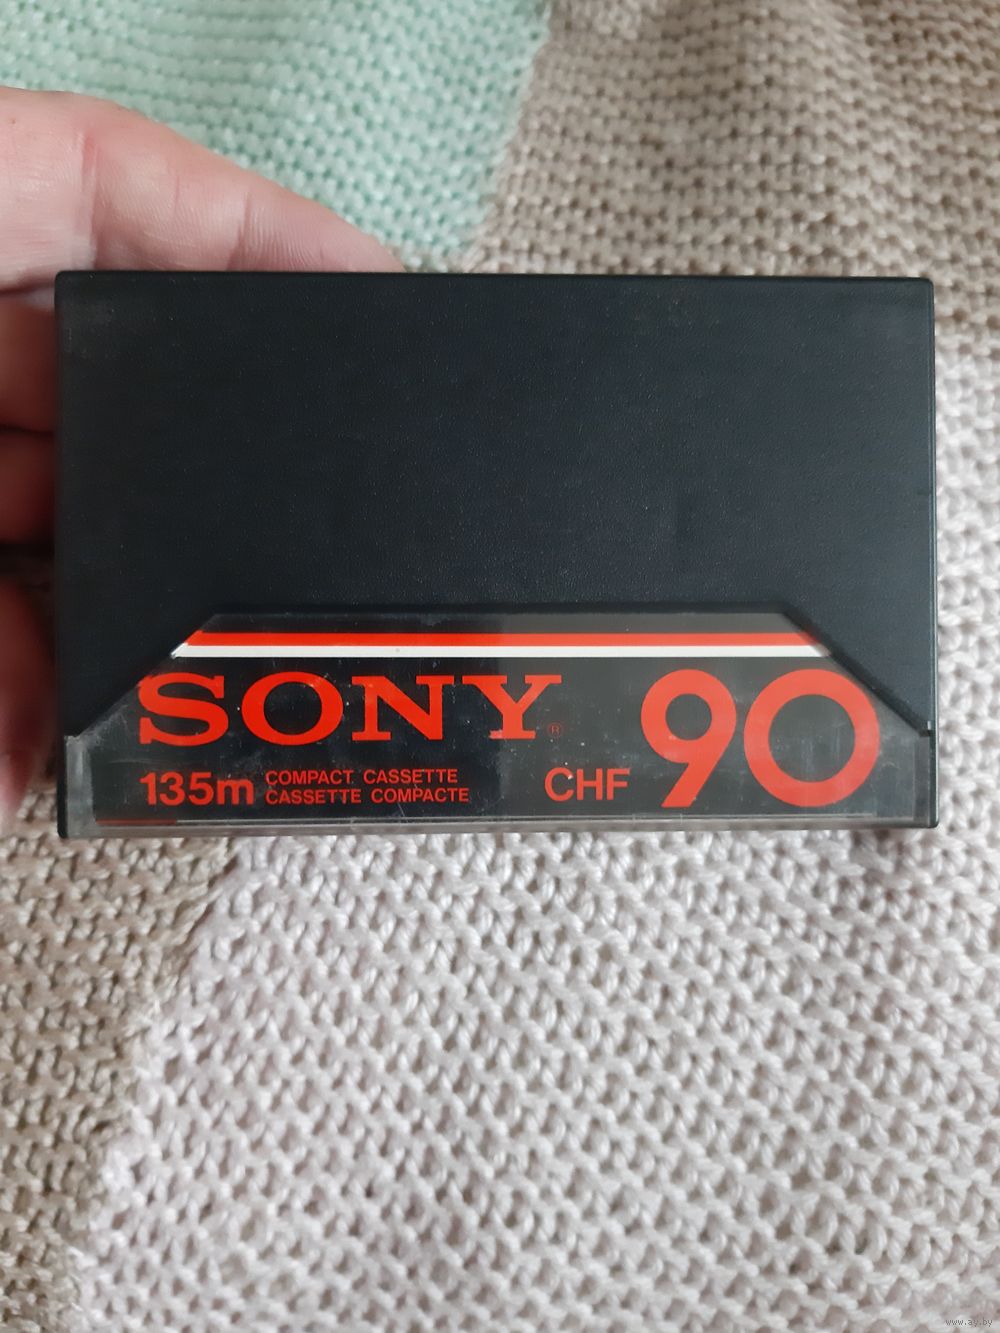 SONY®
90
135m
COMPACT CASSETTE
CASSETTE COMPACTE
CHF
www.ay.by